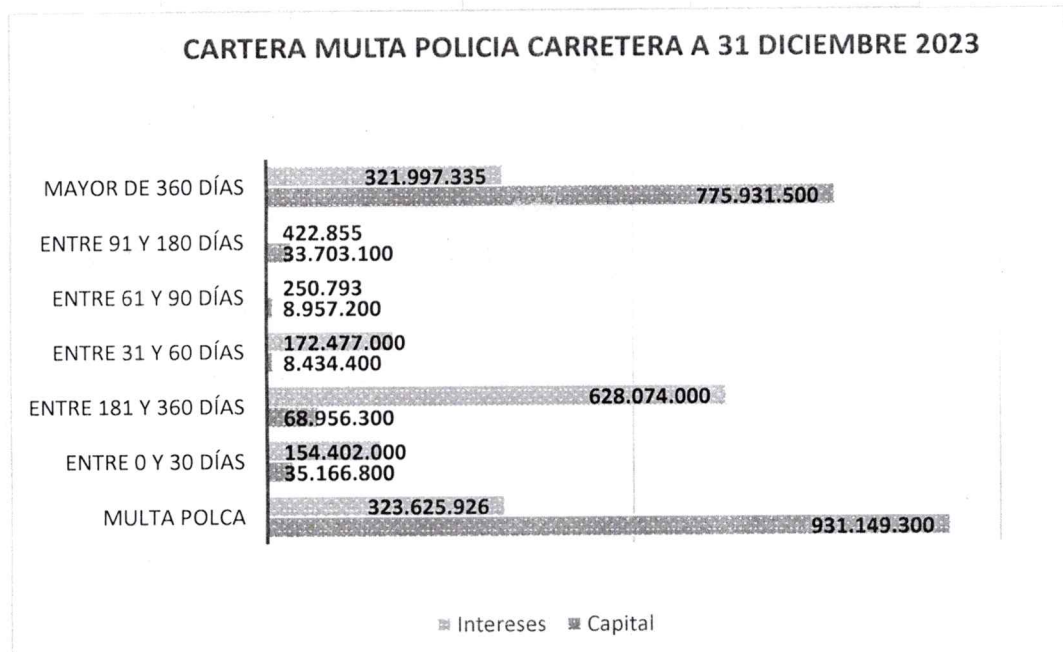 CARTERA MULTA POLICIA CARRETERA A 31 DICIEMBRE 2023
MAYOR DE 360 DÍAS
321.997.335
775.931.500
ENTRE 91 Y 180 DÍAS
422.855
33.703.100
ENTRE 61 Y 90 DÍAS
250.793
8.957.200
ENTRE 31 Y 60 DÍAS
172.477.000
8.434.400
ENTRE 181 Y 360 DÍAS
628.074.000
68.956.300
ENTRE 0 Y 30 DÍAS
154.402.000
35.166.800
MULTA POLCA
323.625.926
931.149.300
Intereses Capital